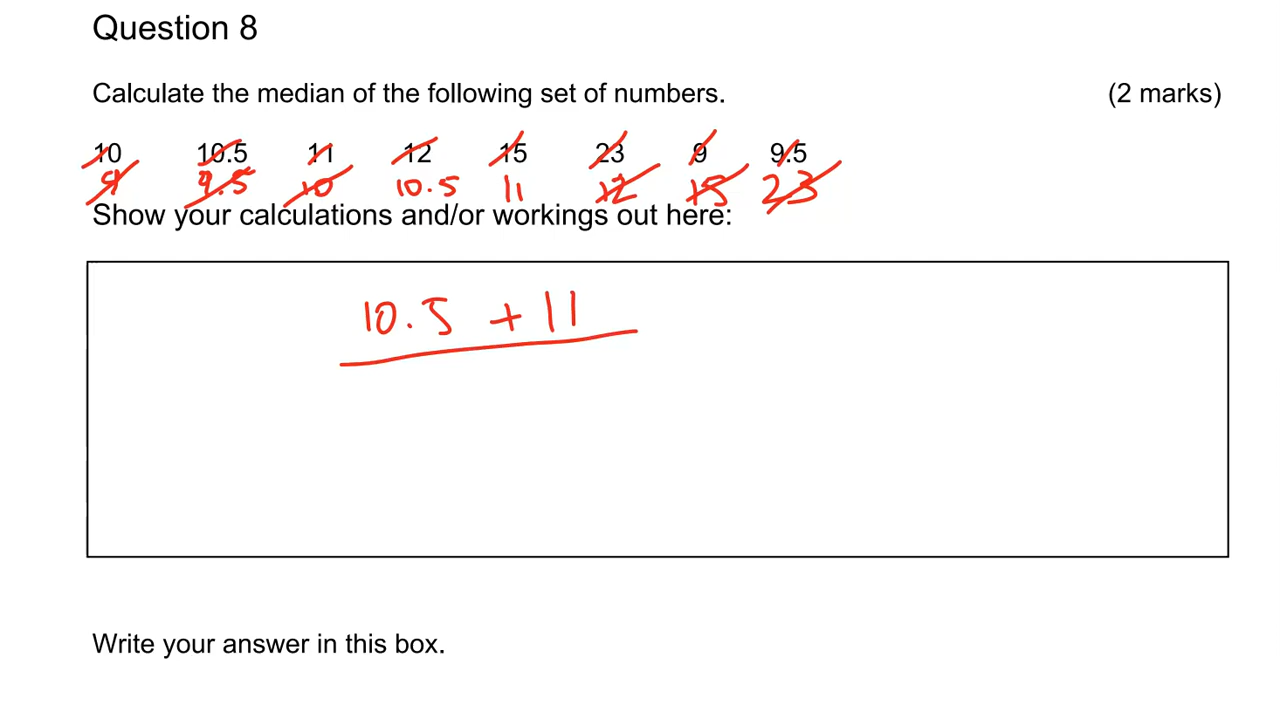 Question 8
Calculate the median of the following set of numbers. (2 marks)
10 10.5 11 12 15 23 9 9.5
9 9.5 10 10.5 11 12 15 23
Show your calculations and/or workings out here:
10.5 + 11
Write your answer in this box.